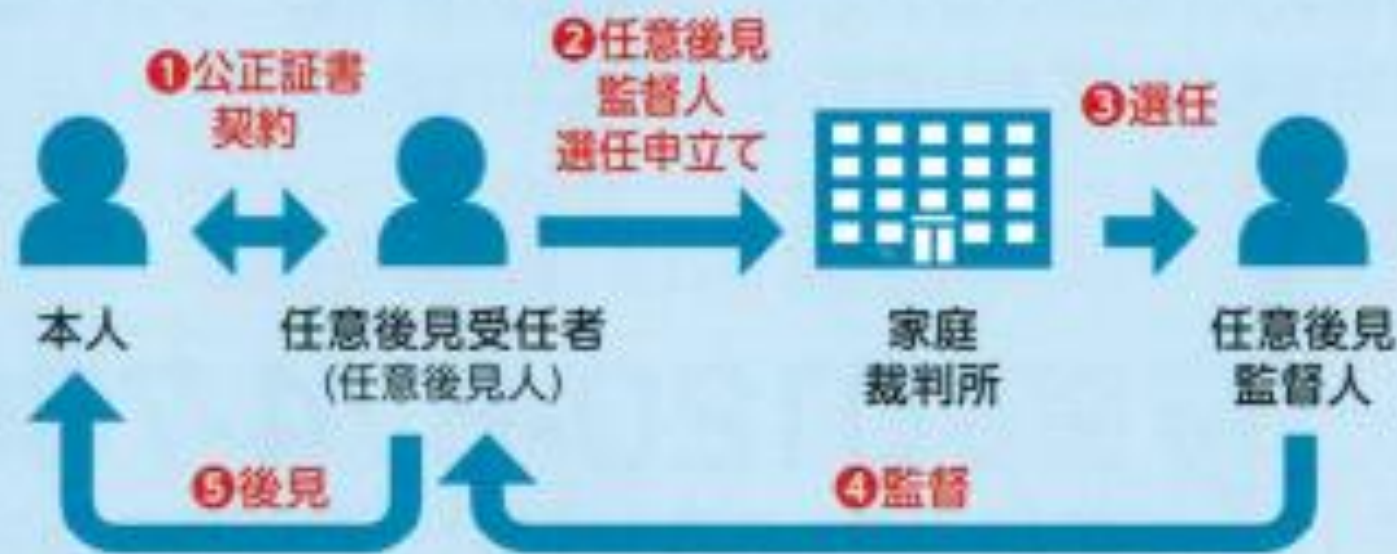 ❶公正証書
契約
❷任意後見
監督人
選任申立て
❸選任
本人
任意後見受任者
(任意後見人)
家庭
裁判所
任意後見
監督人
❺後見
❹監督